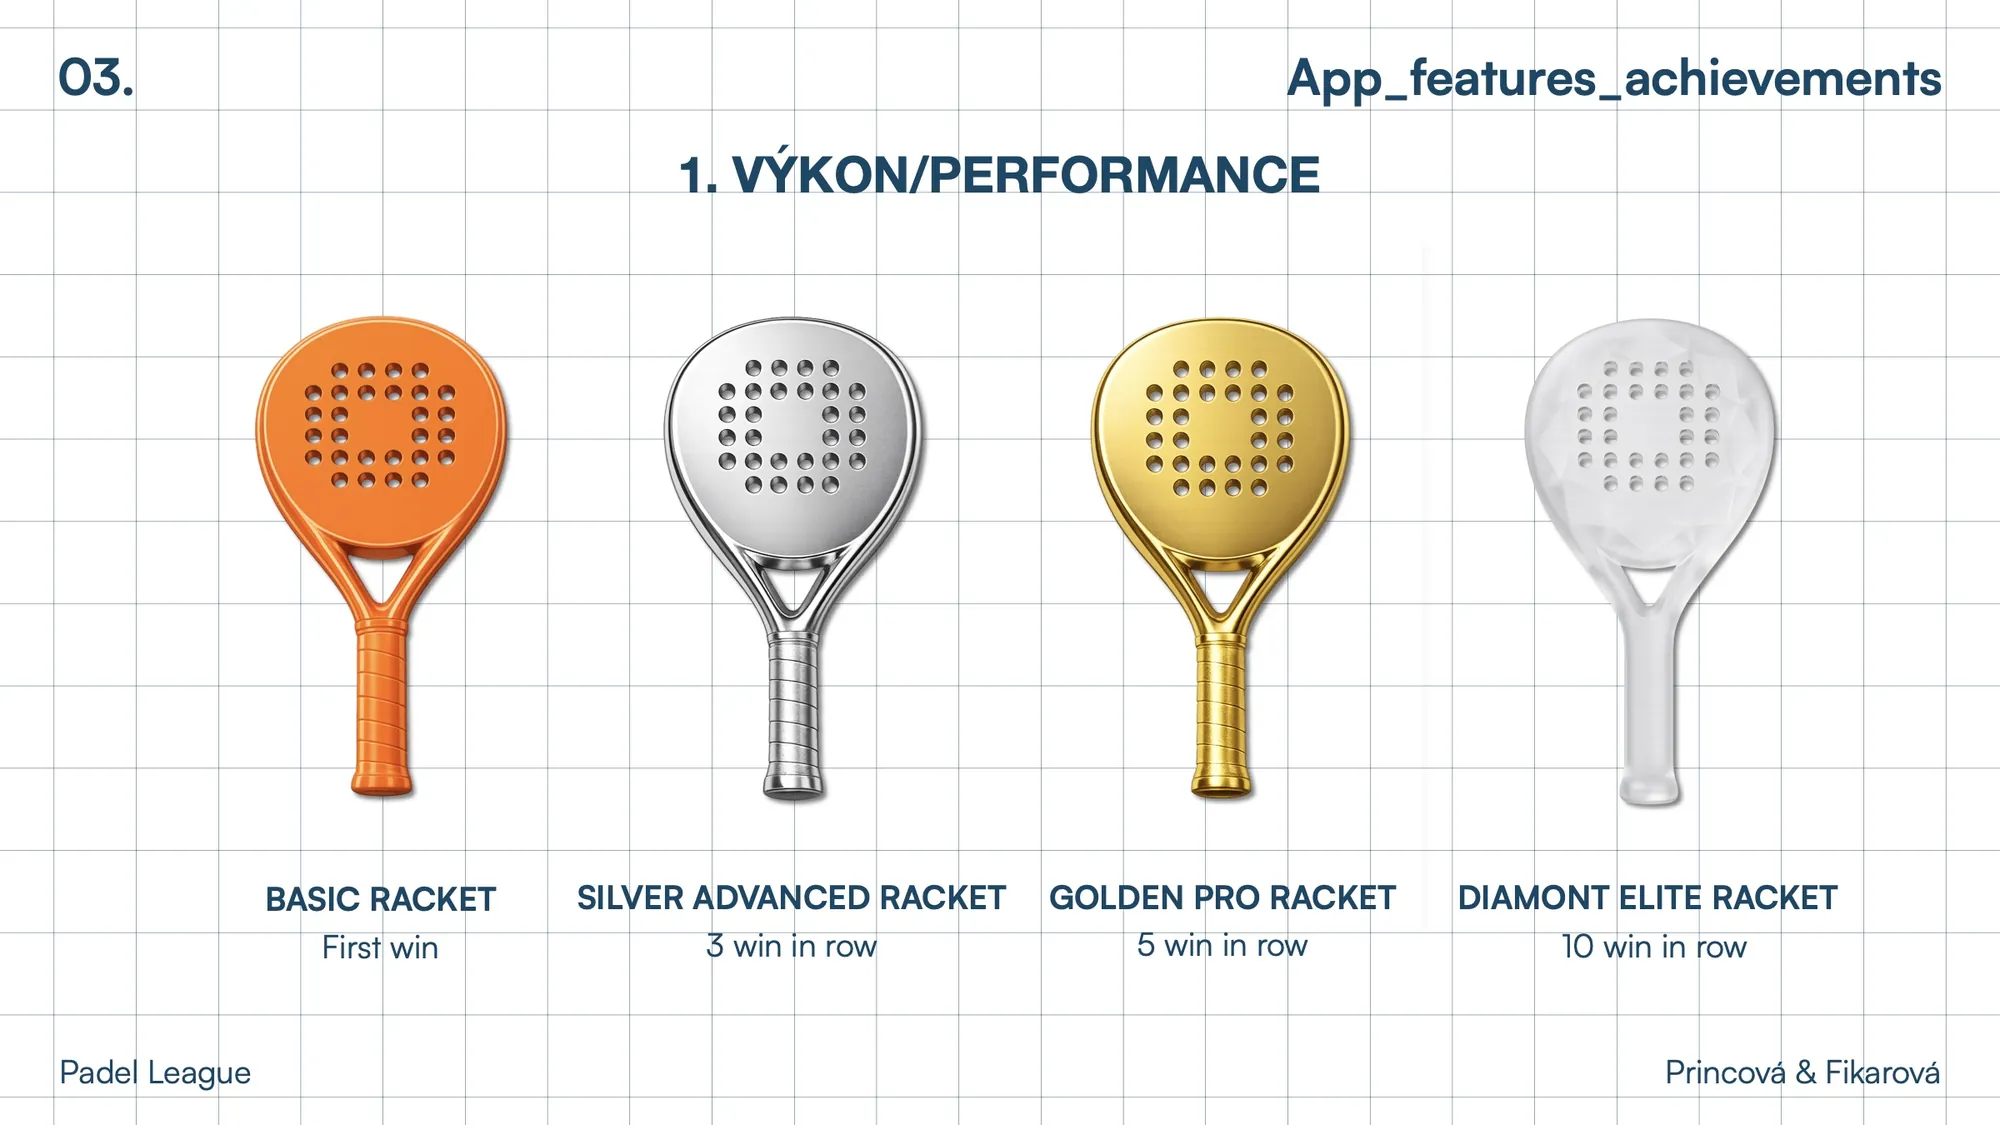 03.
App_features_achievements
1. VÝKON/PERFORMANCE
BASIC RACKET
First win
SILVER ADVANCED RACKET
3 win in row
GOLDEN PRO RACKET
5 win in row
DIAMONT ELITE RACKET
10 win in row
Padel League
Princová & Fikarová